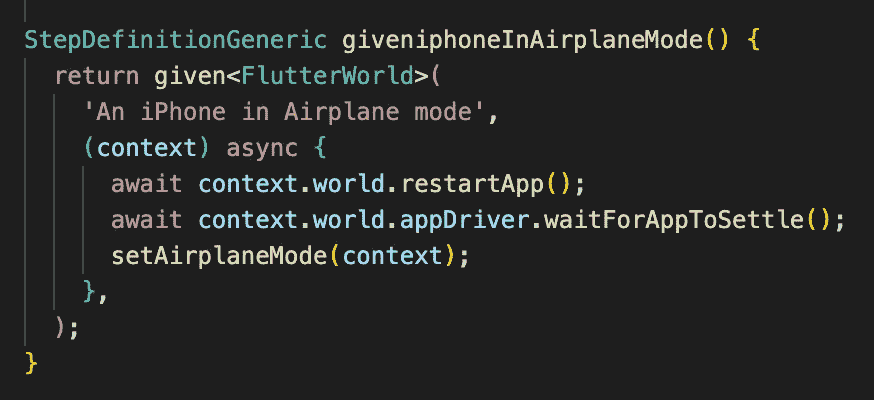 StepDefinitionGeneric giveniphoneInAirplaneMode() {
  return given<FlutterWorld>(
    'An iPhone in Airplane mode',
    (context) async {
      await context.world.restartApp();
      await context.world.appDriver.waitForAppToSettle();
      setAirplaneMode(context);
    },
  );
}